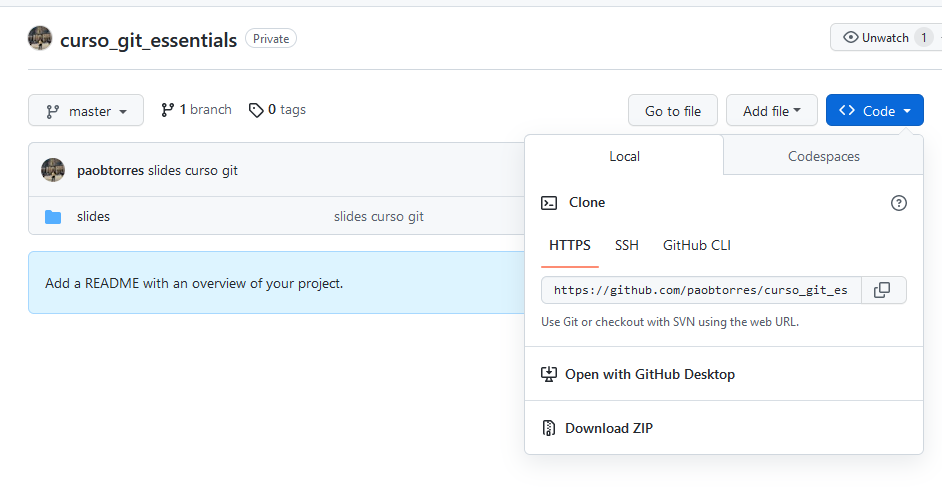 curso_git_essentials Private Unwatch 1
master 1 branch 0 tags Go to file Add file Code
paobtorres slides curso git
slides slides curso git
Add a README with an overview of your project.
Local Codespaces
Clone
HTTPS SSH GitHub CLI
https://github.com/paobtorres/curso_git_es
Use Git or checkout with SVN using the web URL.
Open with GitHub Desktop
Download ZIP